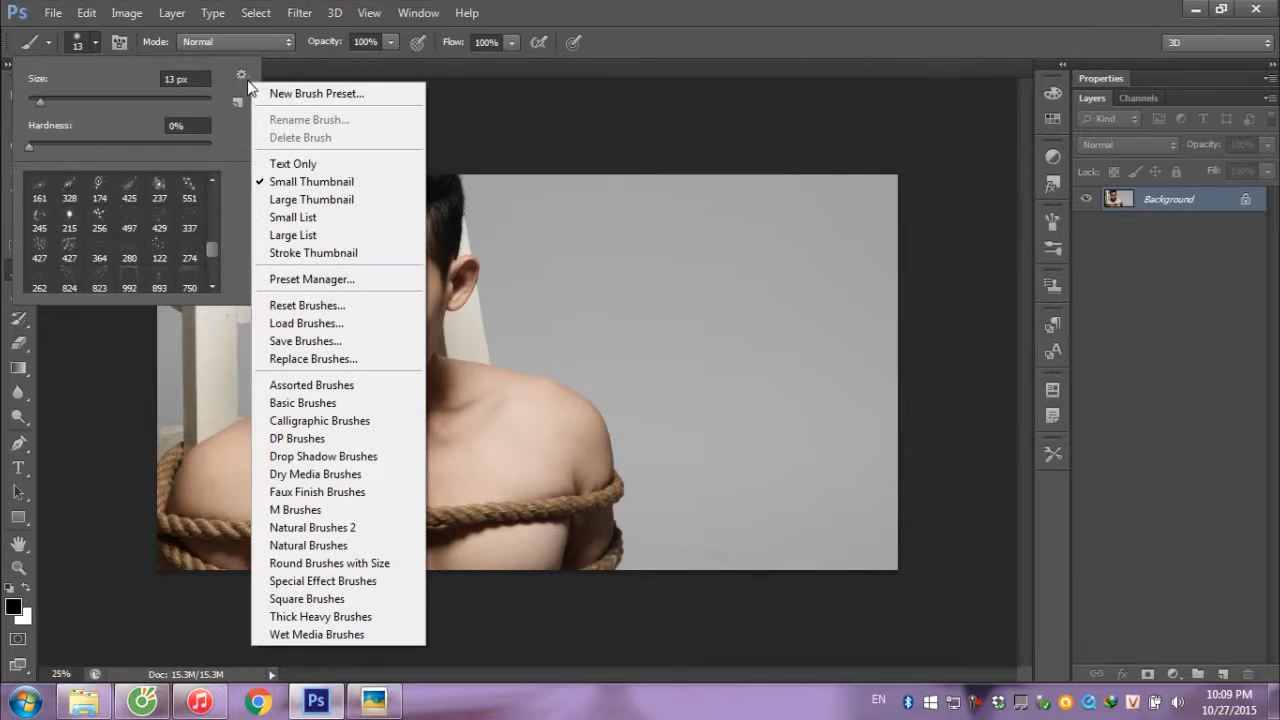 Ps File Edit Image Layer Type Select Filter 3D View Window Help
13 Mode: Normal Opacity: 100% Flow: 100% 3D
Size: 13 px
Hardness: 0%
161 328 174 425 237 551
245 215 256 497 429 337
427 427 364 280 122 274
262 824 823 992 893 750
New Brush Preset...
Rename Brush...
Delete Brush
Text Only
Small Thumbnail
Large Thumbnail
Small List
Large List
Stroke Thumbnail
Preset Manager...
Reset Brushes...
Load Brushes...
Save Brushes...
Replace Brushes...
Assorted Brushes
Basic Brushes
Calligraphic Brushes
DP Brushes
Drop Shadow Brushes
Dry Media Brushes
Faux Finish Brushes
M Brushes
Natural Brushes 2
Natural Brushes
Round Brushes with Size
Special Effect Brushes
Square Brushes
Thick Heavy Brushes
Wet Media Brushes
Properties
Layers Channels
Kind
Normal Opacity:
Lock: Fill: 100%
Background
25% Doc: 15.3M/15.3M
Ps EN V 10:09 PM
10/27/2015